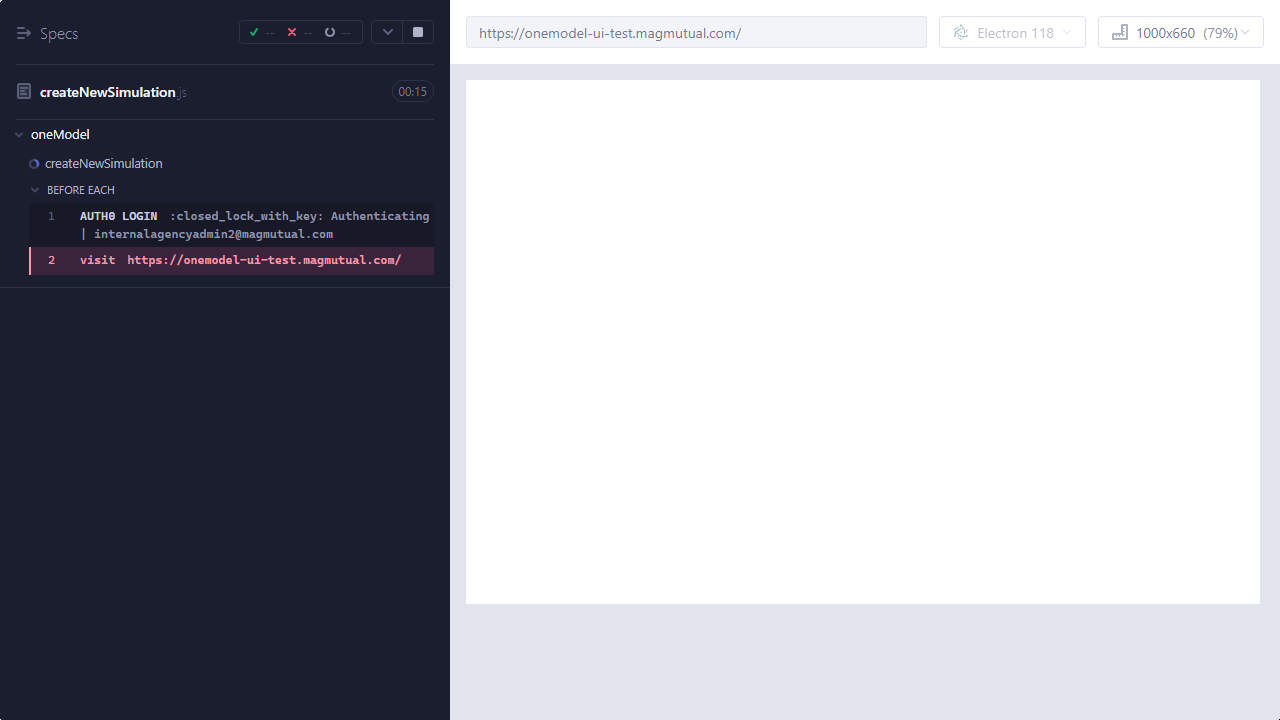 Specs
--
--
--
createNewSimulation.js
00:15
oneModel
createNewSimulation
BEFORE EACH
1 AUTH0 LOGIN :closed_lock_with_key: Authenticating
| internalagencyadmin2@magmutual.com
2 visit https://onemodel-ui-test.magmutual.com/
https://onemodel-ui-test.magmutual.com/
Electron 118
1000x660 (79%)